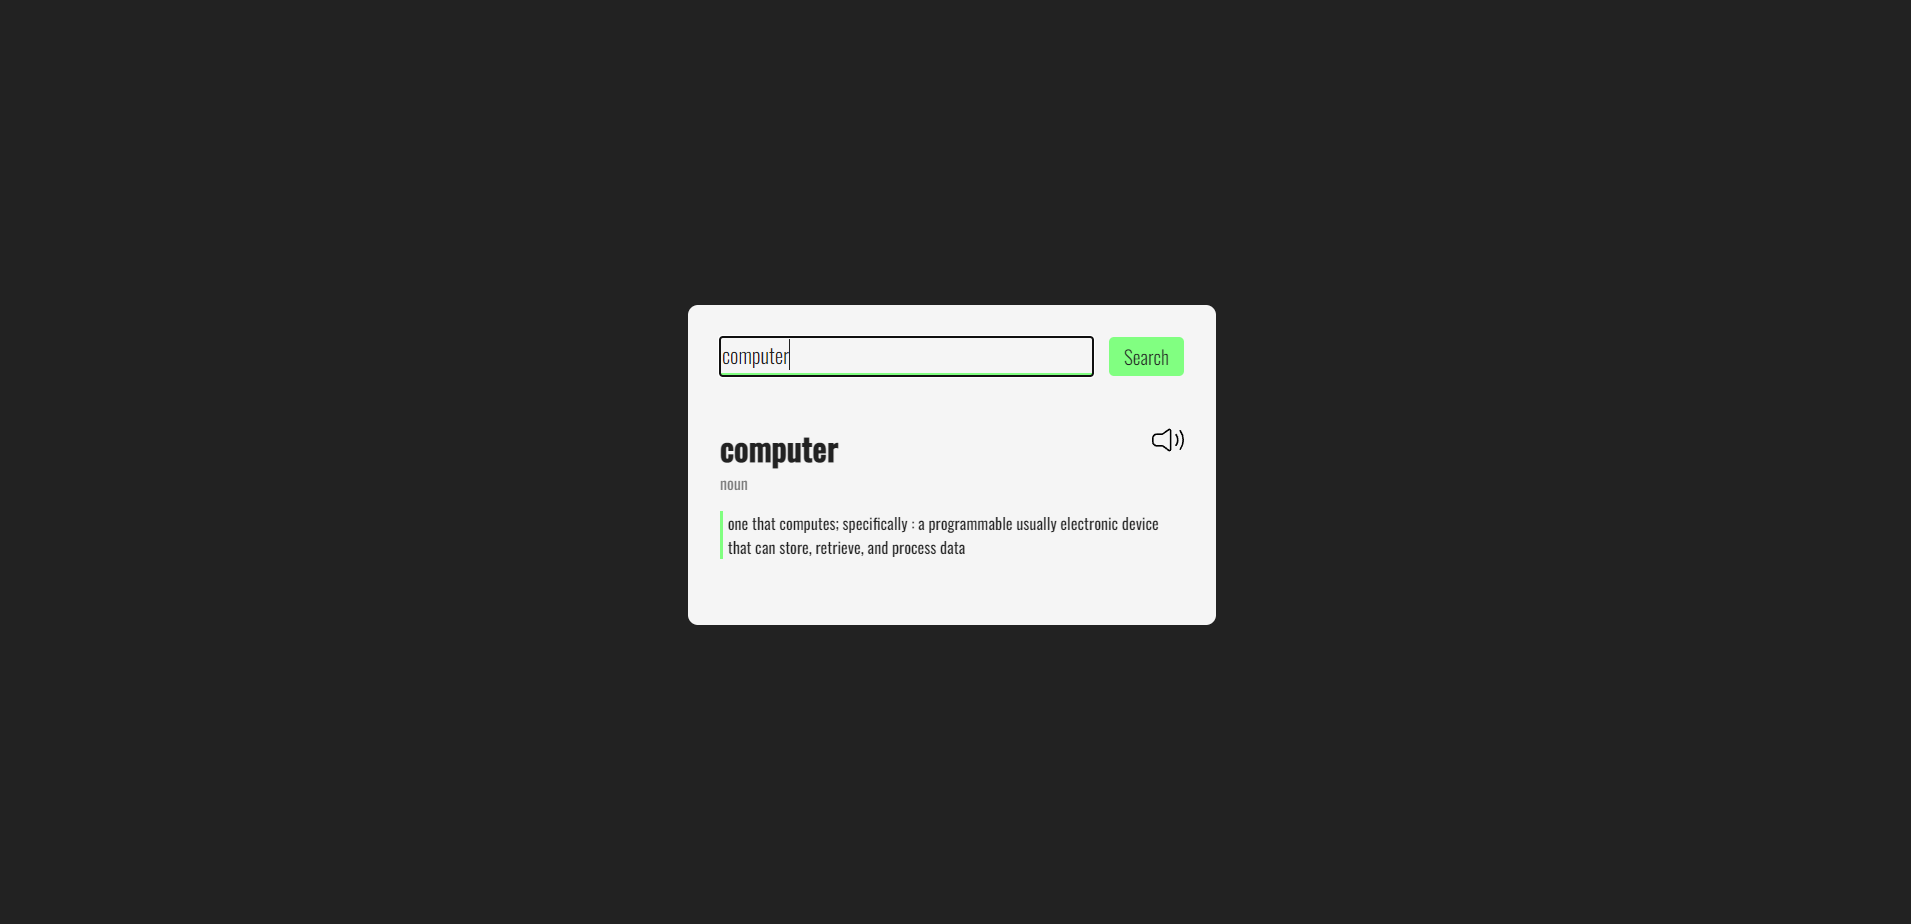 computer
Search
computer
noun
one that computes; specifically : a programmable usually electronic device
that can store, retrieve, and process data